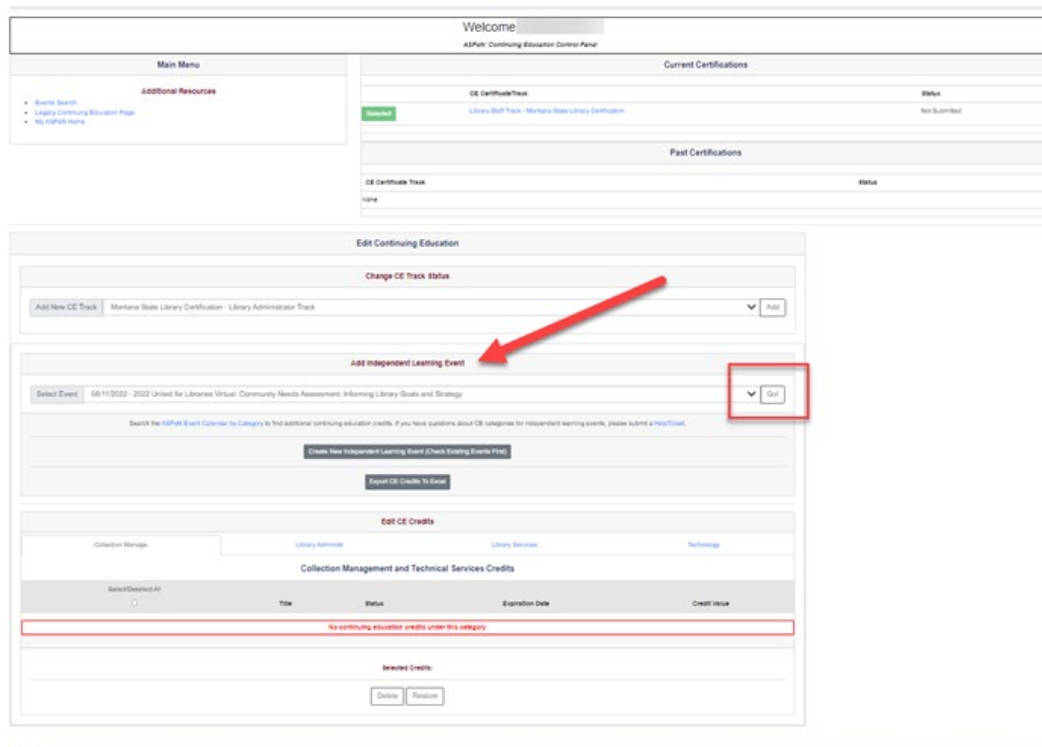 Welcome
ASPeN: Continuing Education Control Panel
Main Menu
Additional Resources
Events Search
Legacy Continuing Education Page
My ASPeN Home
Current Certifications
CE Certificate Track Status
Selected Library Staff Track - Montana State Library Certification Not Submitted
Past Certifications
CE Certificate Track Status
None
Edit Continuing Education
Change CE Track Status
Add New CE Track Montana State Library Certification - Library Administrator Track Add
Add Independent Learning Event
Select Event 08/11/2022 - 2022 United for Libraries Virtual: Community Needs Assessment: Informing Library Goals and Strategy Go!
Search the ASPeN Event Calendar by Category to find additional continuing education credits. If you have questions about CE categories for independent learning events, please submit a HelpTicket.
Create New Independent Learning Event (Check Existing Events First)
Export CE Credits To Excel
Edit CE Credits
Collection Manage. Library Administr. Library Services. Technology
Collection Management and Technical Services Credits
Select/Deselect All
Title Status Expiration Date Credit Value
No continuing education credits under this category
Selected Credits:
Delete Restore